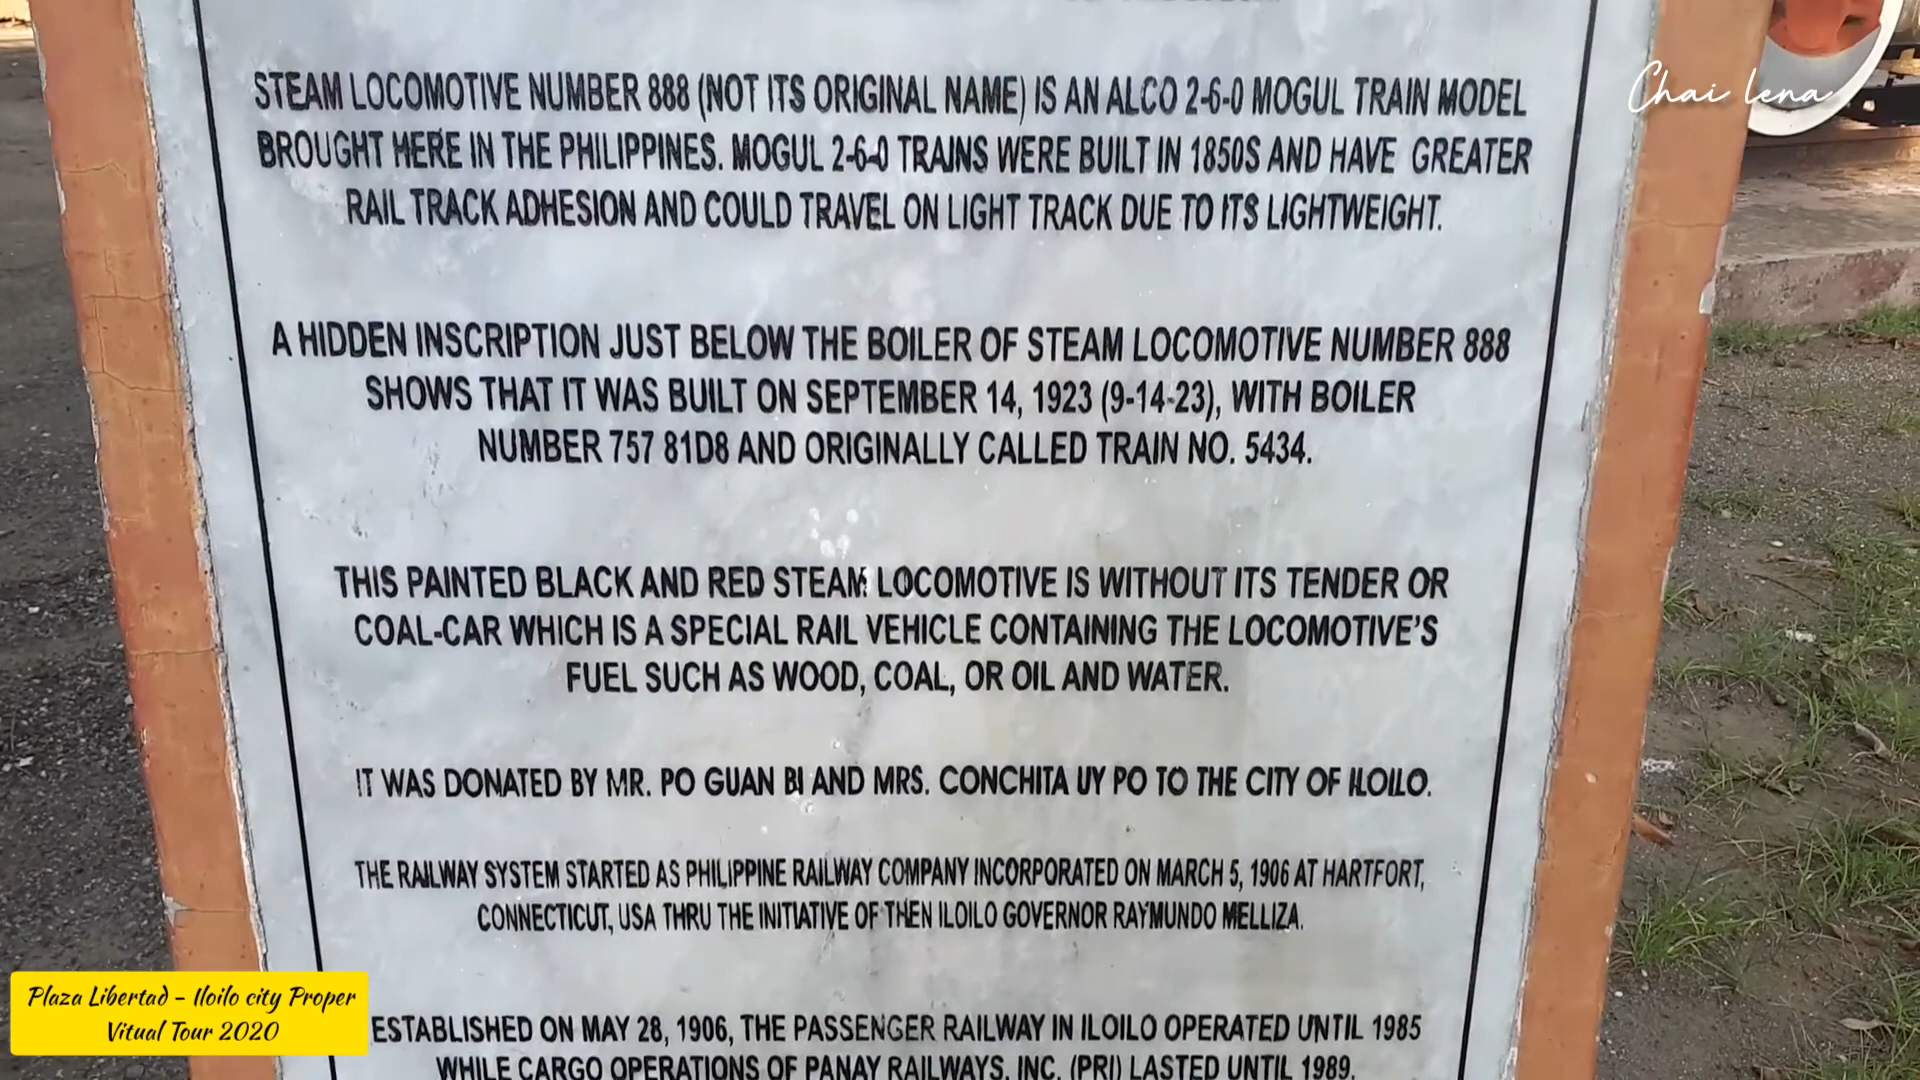 STEAM LOCOMOTIVE NUMBER 888 (NOT ITS ORIGINAL NAME) IS AN ALCO 2-6-0 MOGUL TRAIN MODEL
BROUGHT HERE IN THE PHILIPPINES. MOGUL 2-6-0 TRAINS WERE BUILT IN 1850S AND HAVE GREATER
RAIL TRACK ADHESION AND COULD TRAVEL ON LIGHT TRACK DUE TO ITS LIGHTWEIGHT.
A HIDDEN INSCRIPTION JUST BELOW THE BOILER OF STEAM LOCOMOTIVE NUMBER 888
SHOWS THAT IT WAS BUILT ON SEPTEMBER 14, 1923 (9-14-23), WITH BOILER
NUMBER 757 81D8 AND ORIGINALLY CALLED TRAIN NO. 5434.
THIS PAINTED BLACK AND RED STEAM LOCOMOTIVE IS WITHOUT ITS TENDER OR
COAL-CAR WHICH IS A SPECIAL RAIL VEHICLE CONTAINING THE LOCOMOTIVE'S
FUEL SUCH AS WOOD, COAL, OR OIL AND WATER.
IT WAS DONATED BY MR. PO GUAN BI AND MRS. CONCHITA UY PO TO THE CITY OF ILOILO.
THE RAILWAY SYSTEM STARTED AS PHILIPPINE RAILWAY COMPANY INCORPORATED ON MARCH 5, 1906 AT HARTFORT,
CONNECTICUT, USA THRU THE INITIATIVE OF THEN ILOILO GOVERNOR RAYMUNDO MELLIZA.
ESTABLISHED ON MAY 28, 1906, THE PASSENGER RAILWAY IN ILOILO OPERATED UNTIL 1985
WHILE CARGO OPERATIONS OF PANAY RAILWAYS, INC. (PRI) LASTED UNTIL 1989.
Chai Lena
Plaza Libertad - Iloilo city Proper
Vitual Tour 2020